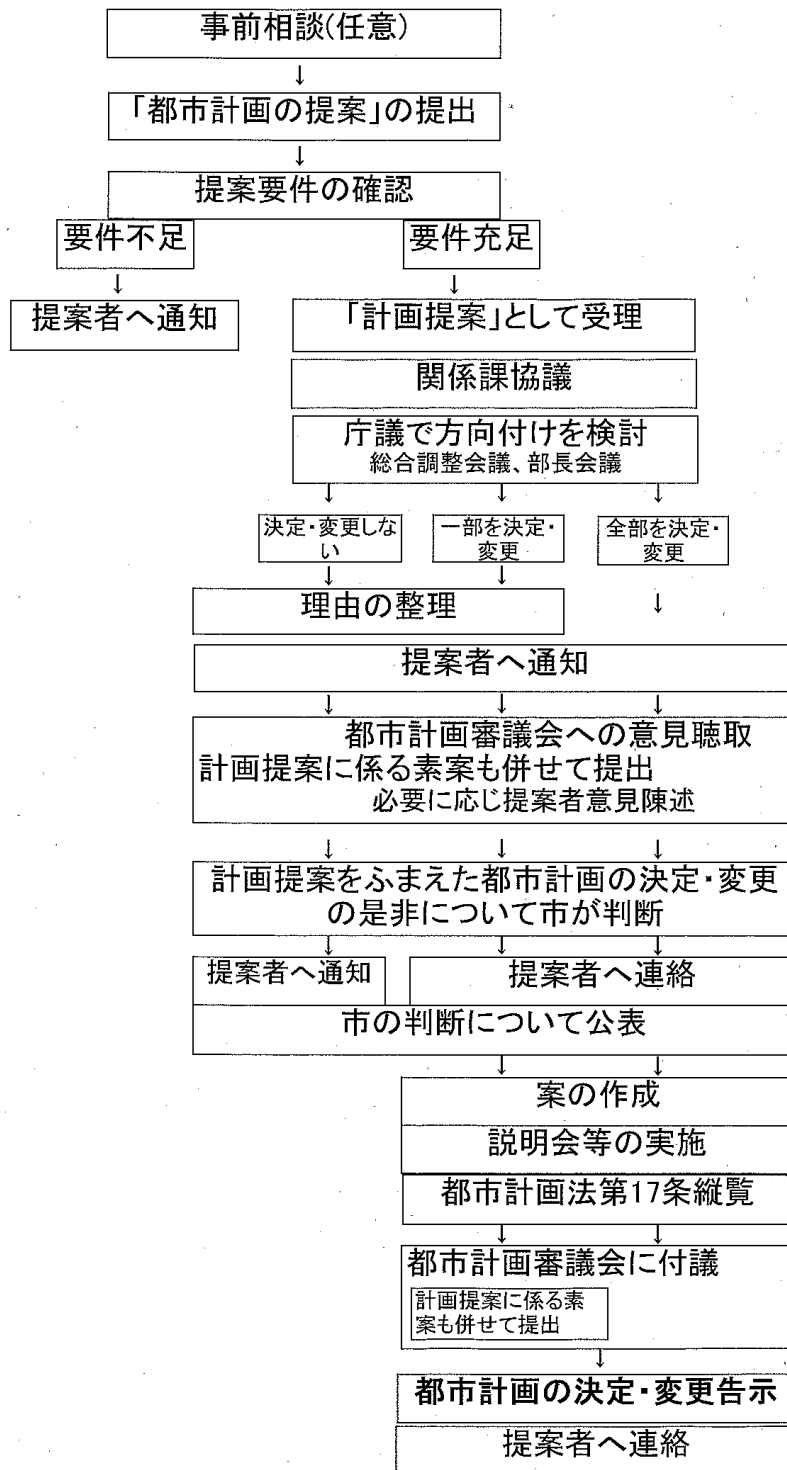 事前相談(任意)
↓
「都市計画の提案」の提出
↓
提案要件の確認
要件不足
要件充足
↓
↓
提案者へ通知
「計画提案」として受理
関係課協議
庁議で方向付けを検討
総合調整会議、部長会議
↓ ↓ ↓
決定・変更しな
い
一部を決定・
変更
全部を決定・
変更
↓ ↓ ↓
理由の整理
提案者へ通知
↓ ↓ ↓
都市計画審議会への意見聴取
計画提案に係る素案も併せて提出
必要に応じ提案者意見陳述
↓ ↓ ↓
計画提案をふまえた都市計画の決定・変更
の是非について市が判断
↓ ↓ ↓
提案者へ通知
提案者へ連絡
市の判断について公表
↓ ↓
案の作成
説明会等の実施
都市計画法第17条縦覧
↓ ↓
都市計画審議会に付議
計画提案に係る素
案も併せて提出
↓
都市計画の決定・変更告示
提案者へ連絡